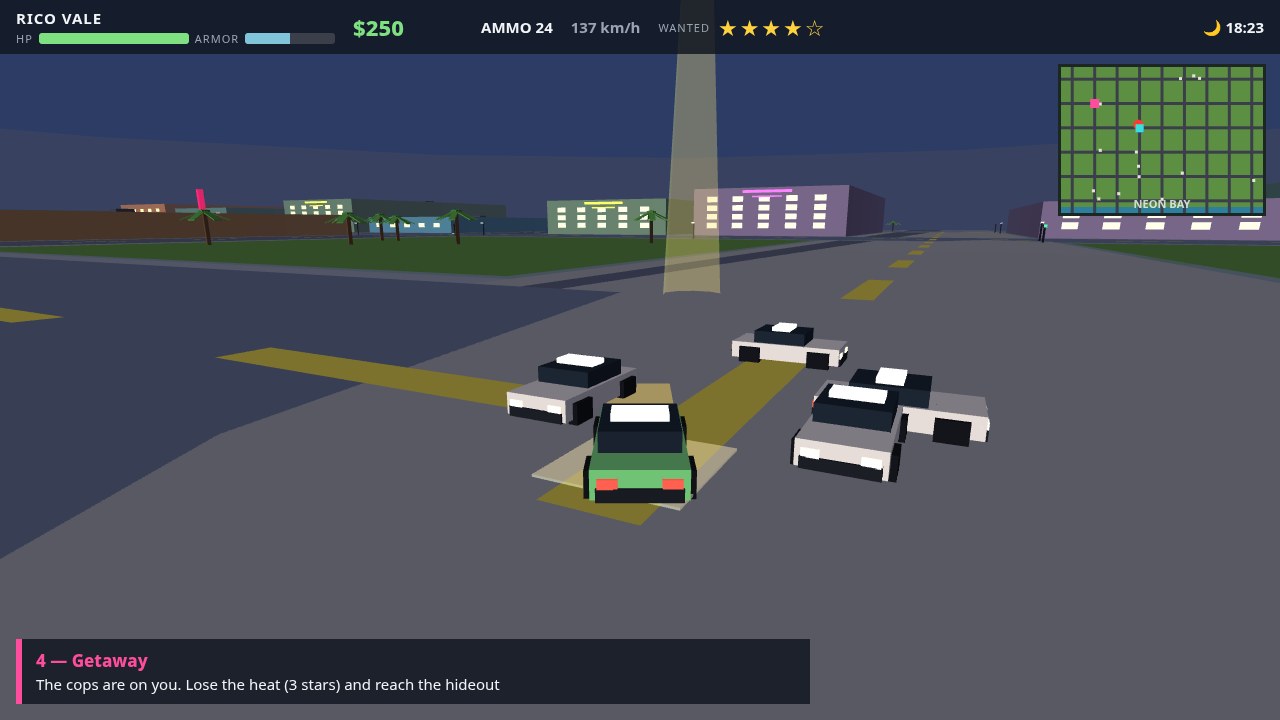 RICO VALE
HP
ARMOR
$250
AMMO 24
137 km/h
WANTED
★★★★☆
🌙 18:23
NEON BAY
4 — Getaway
The cops are on you. Lose the heat (3 stars) and reach the hideout